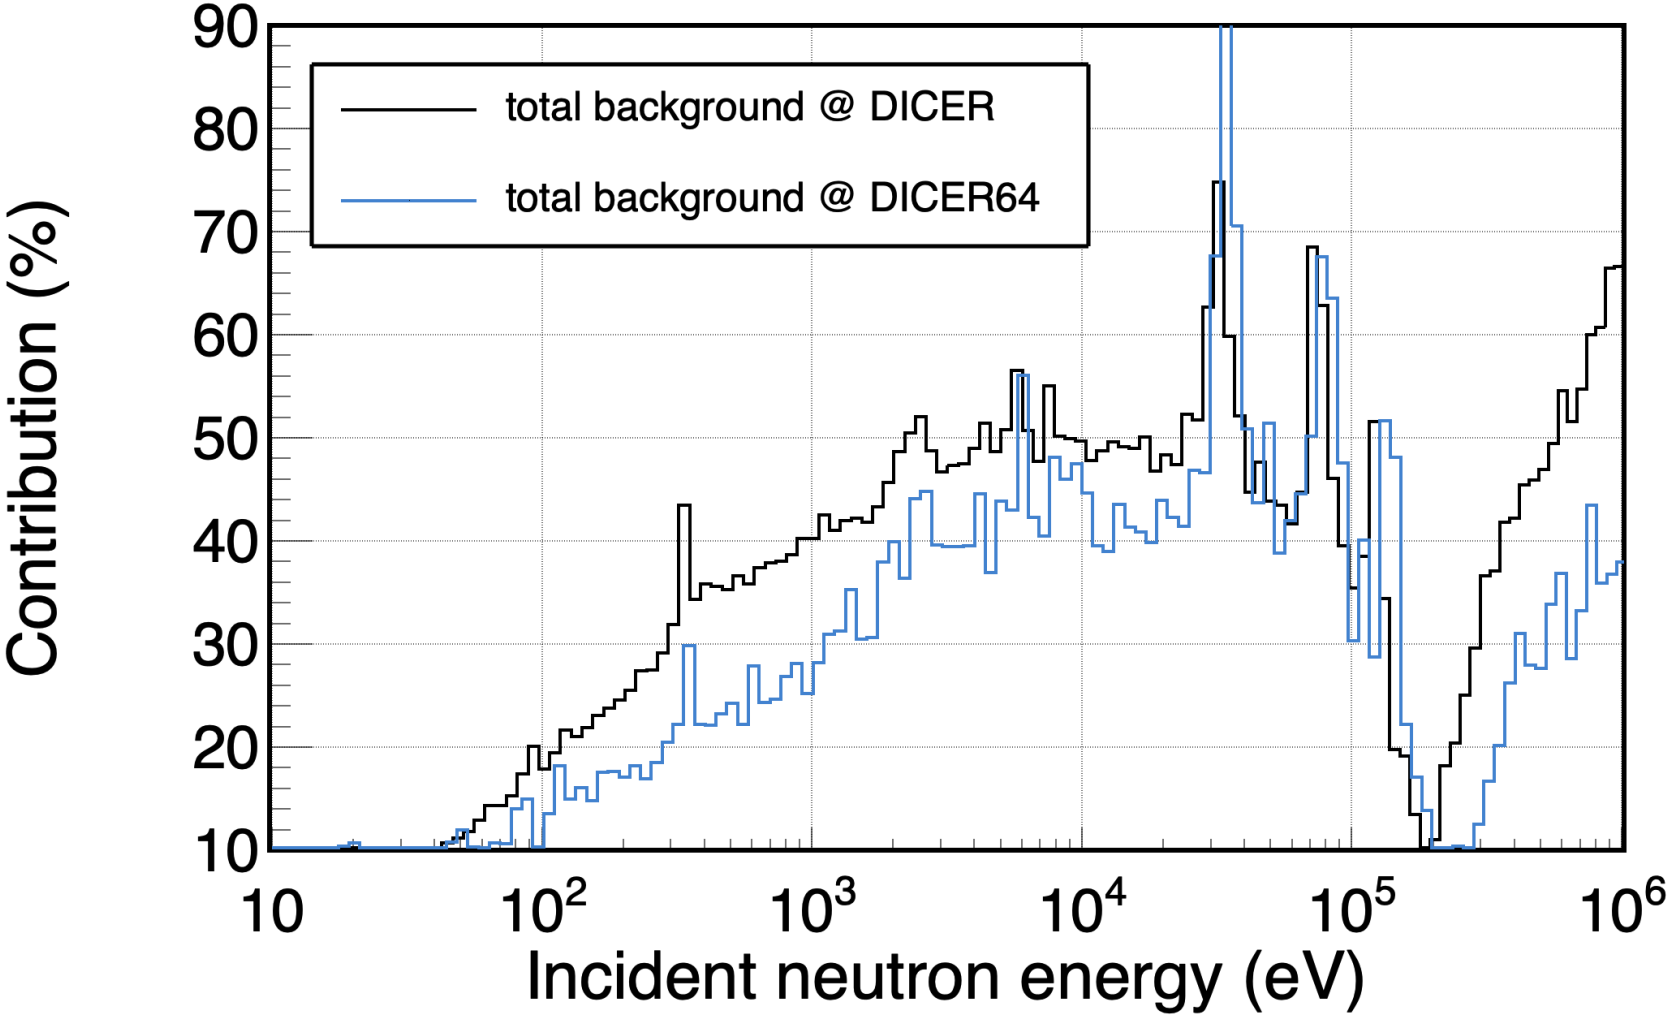 Contribution (%)
90
80
70
60
50
40
30
20
10
total background @ DICER
total background @ DICER64
10 10² 10³ 10⁴ 10⁵ 10⁶
Incident neutron energy (eV)